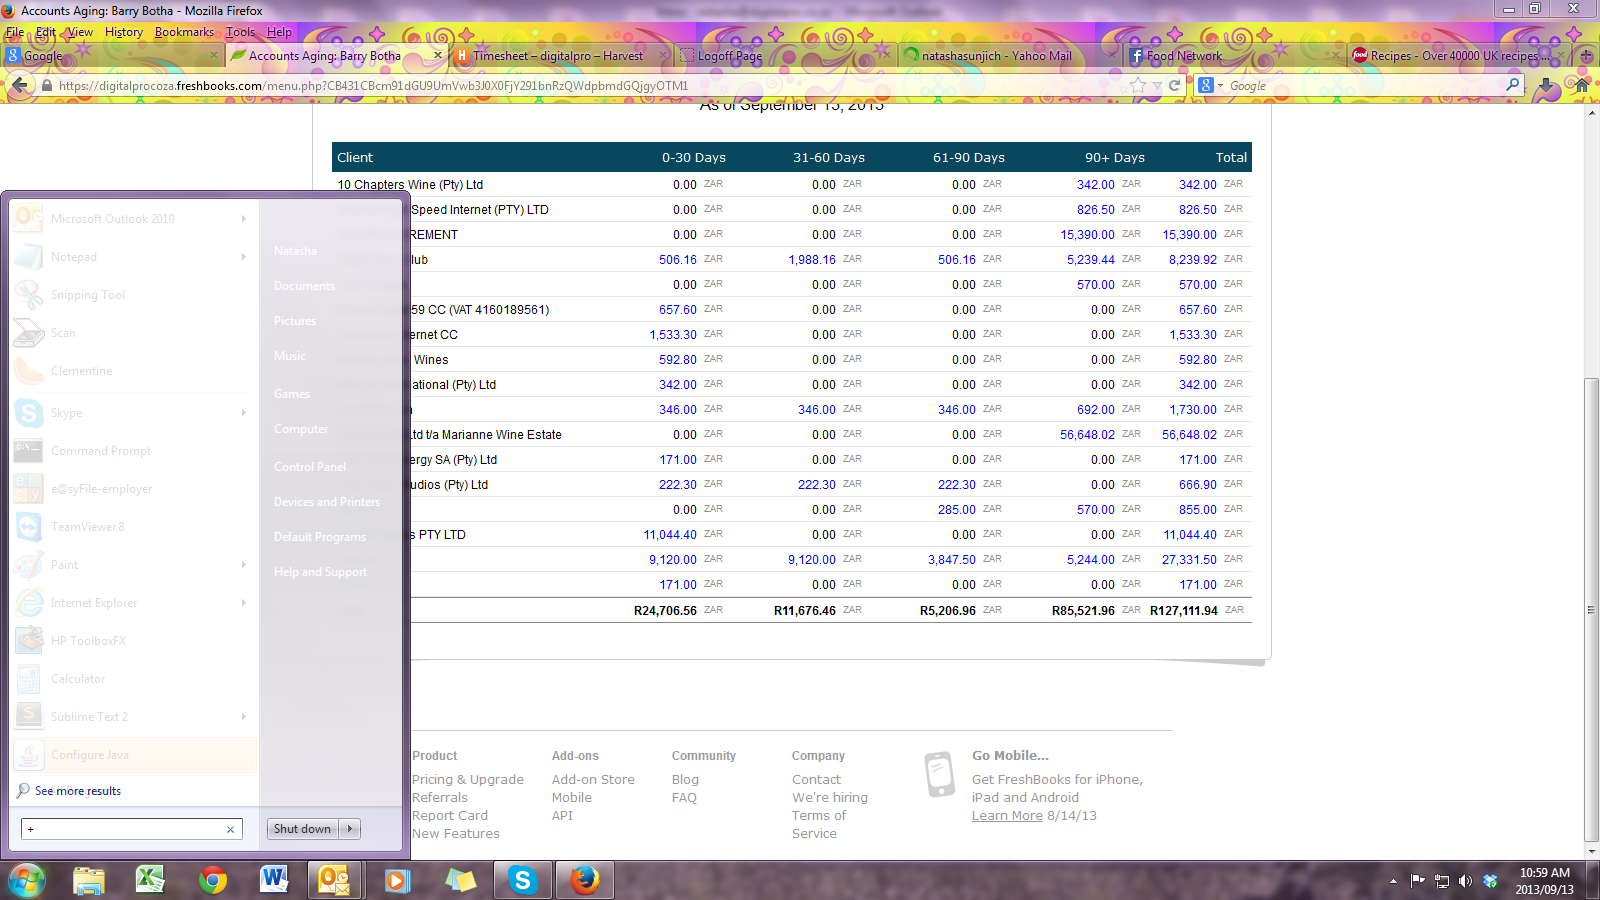 Accounts Aging: Barry Botha - Mozilla Firefox
File Edit View History Bookmarks Tools Help
Google
Accounts Aging: Barry Botha
Timesheet – digitalpro – Harvest
Logoff Page
natashasunjich - Yahoo Mail
Food Network
Recipes - Over 40000 UK recipes ...
https://digitalprocoza.freshbooks.com/menu.php?CB431CBcm91dGU9UmVwb3J0X0FjY291bnRzQWdpbmdGQjgyOTM1
Google
As of September 13, 2013
Client 0-30 Days 31-60 Days 61-90 Days 90+ Days Total
10 Chapters Wine (Pty) Ltd 0.00 ZAR 0.00 ZAR 0.00 ZAR 342.00 ZAR 342.00 ZAR
Speed Internet (PTY) LTD 0.00 ZAR 0.00 ZAR 0.00 ZAR 826.50 ZAR 826.50 ZAR
REMENT 0.00 ZAR 0.00 ZAR 0.00 ZAR 15,390.00 ZAR 15,390.00 ZAR
lub 506.16 ZAR 1,988.16 ZAR 506.16 ZAR 5,239.44 ZAR 8,239.92 ZAR
0.00 ZAR 0.00 ZAR 0.00 ZAR 570.00 ZAR 570.00 ZAR
59 CC (VAT 4160189561) 657.60 ZAR 0.00 ZAR 0.00 ZAR 0.00 ZAR 657.60 ZAR
ernet CC 1,533.30 ZAR 0.00 ZAR 0.00 ZAR 0.00 ZAR 1,533.30 ZAR
Wines 592.80 ZAR 0.00 ZAR 0.00 ZAR 0.00 ZAR 592.80 ZAR
ational (Pty) Ltd 342.00 ZAR 0.00 ZAR 0.00 ZAR 0.00 ZAR 342.00 ZAR
346.00 ZAR 346.00 ZAR 346.00 ZAR 692.00 ZAR 1,730.00 ZAR
Ltd t/a Marianne Wine Estate 0.00 ZAR 0.00 ZAR 0.00 ZAR 56,648.02 ZAR 56,648.02 ZAR
ergy SA (Pty) Ltd 171.00 ZAR 0.00 ZAR 0.00 ZAR 0.00 ZAR 171.00 ZAR
udios (Pty) Ltd 222.30 ZAR 222.30 ZAR 222.30 ZAR 0.00 ZAR 666.90 ZAR
0.00 ZAR 0.00 ZAR 285.00 ZAR 570.00 ZAR 855.00 ZAR
s PTY LTD 11,044.40 ZAR 0.00 ZAR 0.00 ZAR 0.00 ZAR 11,044.40 ZAR
9,120.00 ZAR 9,120.00 ZAR 3,847.50 ZAR 5,244.00 ZAR 27,331.50 ZAR
171.00 ZAR 0.00 ZAR 0.00 ZAR 0.00 ZAR 171.00 ZAR
R24,706.56 ZAR R11,676.46 ZAR R5,206.96 ZAR R85,521.96 ZAR R127,111.94 ZAR
Microsoft Outlook 2010
Notepad
Snipping Tool
Scan
Clementine
Skype
Command Prompt
e@syFile-employer
TeamViewer 8
Paint
Internet Explorer
HP ToolboxFX
Calculator
Sublime Text 2
Configure Java
See more results
+
Natasha
Documents
Pictures
Music
Games
Computer
Control Panel
Devices and Printers
Default Programs
Help and Support
Shut down
Product
Pricing & Upgrade
Referrals
Report Card
New Features
Add-ons
Add-on Store
Mobile
API
Community
Blog
FAQ
Company
Contact
We're hiring
Terms of
Service
Go Mobile...
Get FreshBooks for iPhone,
iPad and Android
Learn More 8/14/13
10:59 AM
2013/09/13